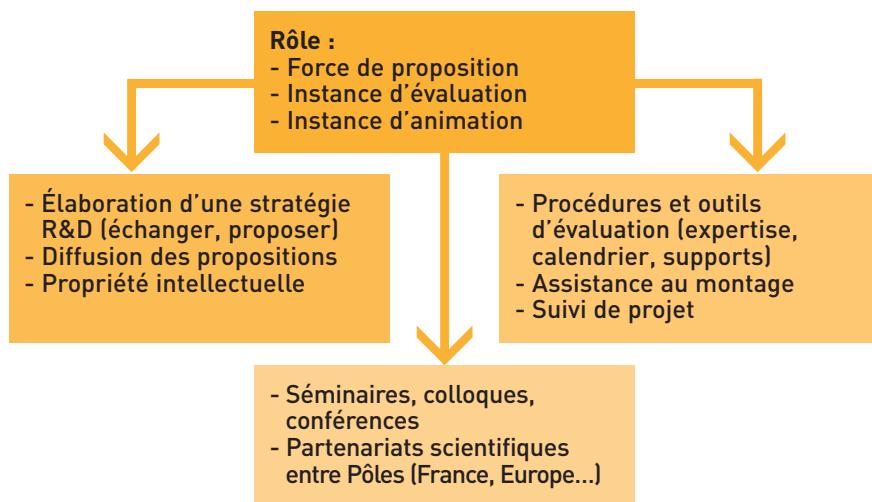 Rôle :
- Force de proposition
- Instance d’évaluation
- Instance d’animation
- Élaboration d’une stratégie
R&D (échanger, proposer)
- Diffusion des propositions
- Propriété intellectuelle
- Procédures et outils
d’évaluation (expertise,
calendrier, supports)
- Assistance au montage
- Suivi de projet
- Séminaires, colloques,
conférences
- Partenariats scientifiques
entre Pôles (France, Europe...)